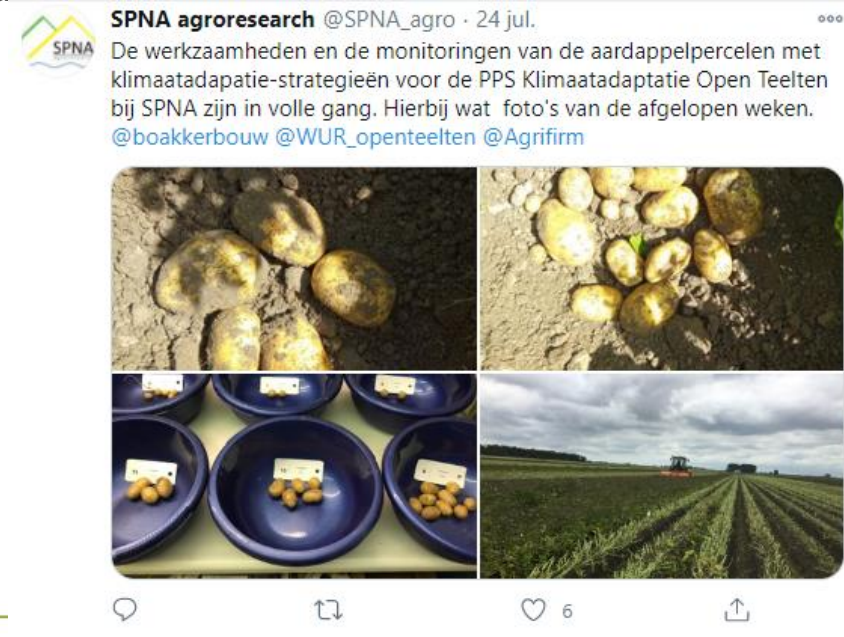 SPNA agroresearch @SPNA_agro · 24 jul.
SPNA
De werkzaamheden en de monitoringen van de aardappelpercelen met
klimaatadapatie-strategieën voor de PPS Klimaatadaptatie Open Teelten
bij SPNA zijn in volle gang. Hierbij wat foto's van de afgelopen weken.
@boakkerbouw @WUR_openteelten @Agrifirm
6